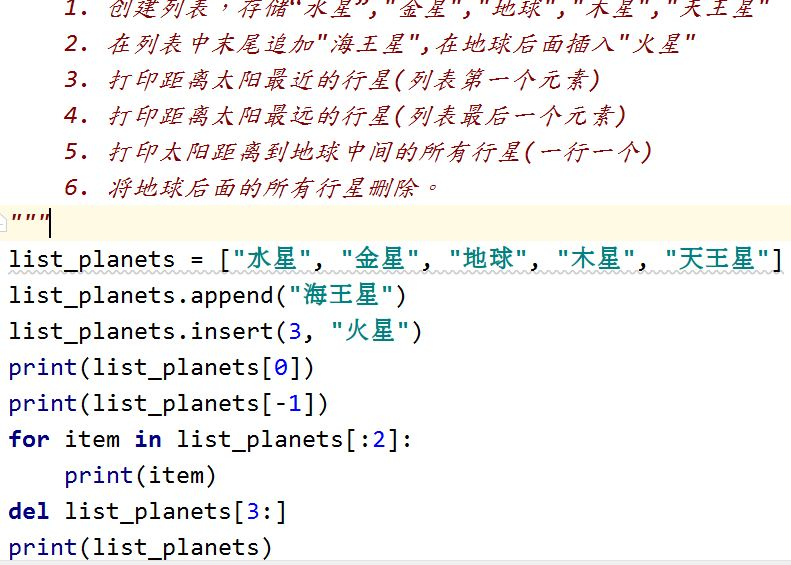 1. 创建列表，存储“水星”,"金星","地球","木星","天王星"
2. 在列表中末尾追加"海王星",在地球后面插入"火星"
3. 打印距离太阳最近的行星(列表第一个元素)
4. 打印距离太阳最远的行星(列表最后一个元素)
5. 打印太阳距离到地球中间的所有行星(一行一个)
6. 将地球后面的所有行星删除。
"""
list_planets = ["水星", "金星", "地球", "木星", "天王星"]
list_planets.append("海王星")
list_planets.insert(3, "火星")
print(list_planets[0])
print(list_planets[-1])
for item in list_planets[:2]:
    print(item)
del list_planets[3:]
print(list_planets)